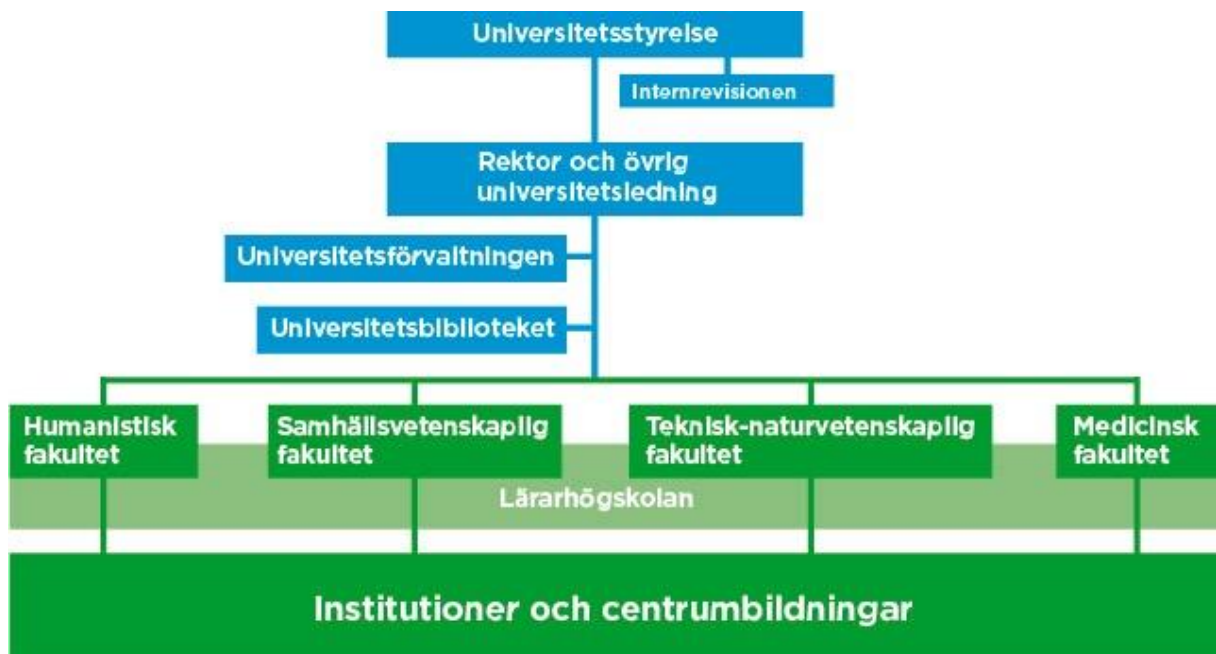 Universitetsstyrelse
Internrevisionen
Rektor och övrig
universitetsledning
Universitetsförvaltningen
Universitetsbiblioteket
Humanistisk
fakultet
Samhällsvetenskaplig
fakultet
Teknisk-naturvetenskaplig
fakultet
Medicinsk
fakultet
Lärarhögskolan
Institutioner och centrumbildningar